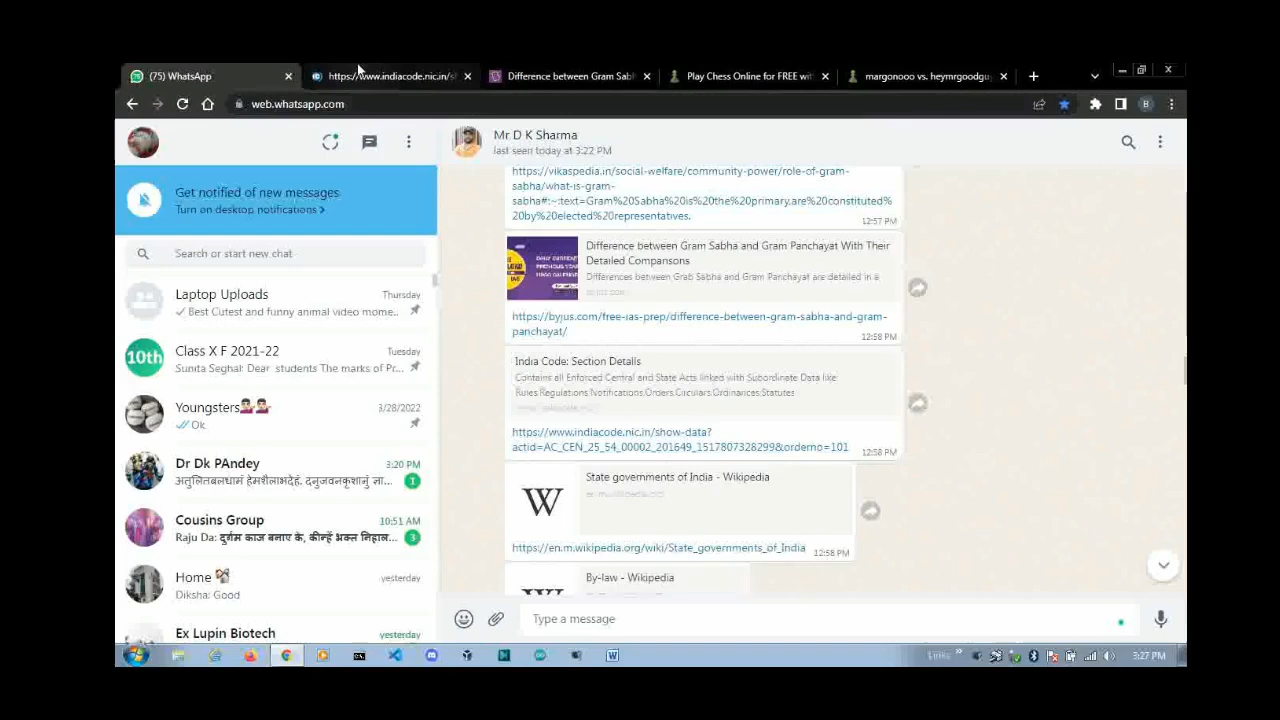 (75) WhatsApp
https://www.indiacode.nic.in/s
Difference between Gram Sab
Play Chess Online for FREE wit
margonooo vs. heymrgoodgu
web.whatsapp.com
B
Mr D K Sharma
last seen today at 3:22 PM
Get notified of new messages
Turn on desktop notifications >
Search or start new chat
Laptop Uploads
Thursday
Best Cutest and funny animal video mome..
Class X F 2021-22
Tuesday
10th
Sunita Seghal: Dear students The marks of Pr...
Youngsters
3/28/2022
Ok
Dr Dk PAndey
3:20 PM
अतुलितबलधामं हेमशैलाभदेहं, दनुजवनकृशानुं ज्ञा...
1
Cousins Group
10:51 AM
Raju Da: दुर्गम काज बनाए के, कीन्हें भक्त निहाल...
3
Home
yesterday
Diksha: Good
Ex Lupin Biotech
yesterday
https://vikaspedia.in/social-welfare/community-power/role-of-gram-
sabha/what-is-gram-
sabha#:~:text=Gram%20Sabha%20is%20the%20primary,are%20constituted%
20by%20elected%20representatives.
12:57 PM
Difference between Gram Sabha and Gram Panchayat With Their
Detailed Comparisons
Differences between Grab Sabha and Gram Panchayat are detailed in a
https://byjus.com/free-ias-prep/difference-between-gram-sabha-and-gram-
panchayat/
12:58 PM
India Code: Section Details
Contains all Enforced Central and State Acts linked with Subordinate Data like
Rules,Regulations,Notifications,Orders,Circulars,Ordinances,Statutes
https://www.indiacode.nic.in/show-data?
actid=AC_CEN_25_54_00002_201649_1517807328299&orderno=101
12:58 PM
W
State governments of India - Wikipedia
en.m.wikipedia.org
https://en.m.wikipedia.org/wiki/State_governments_of_India
12:58 PM
By-law - Wikipedia
Type a message
Links
3:27 PM